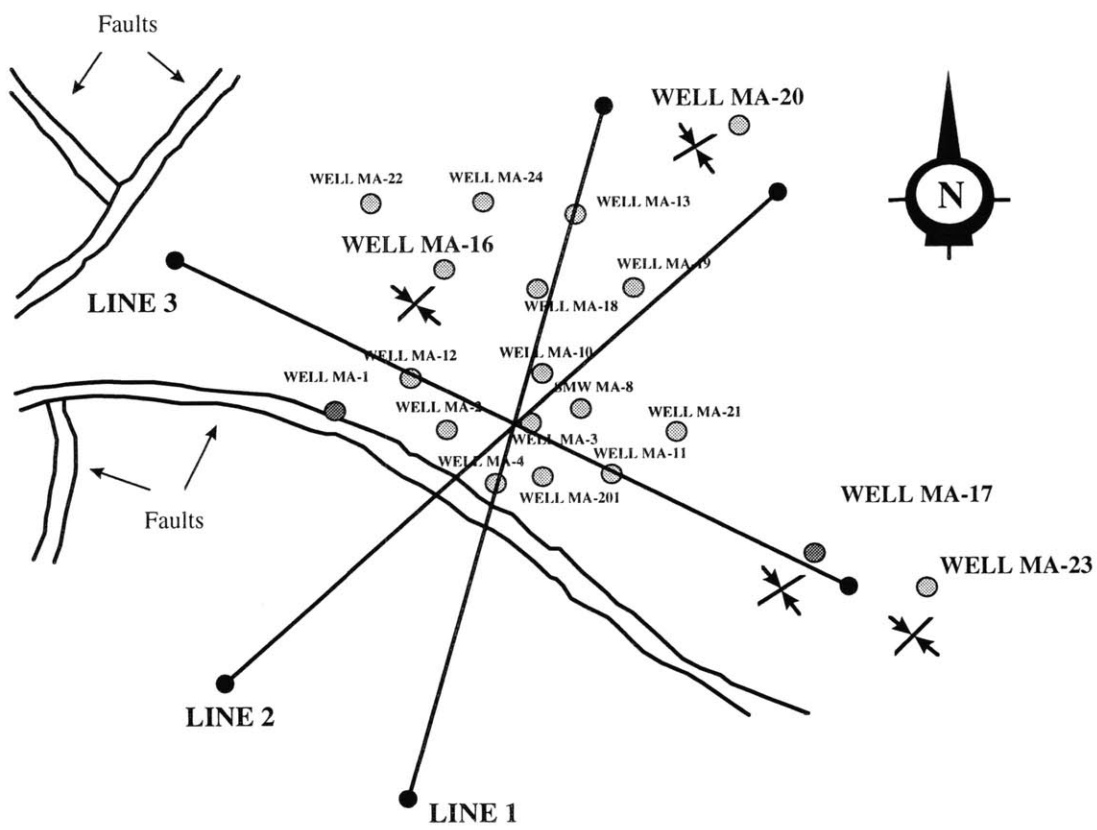 Faults
WELL MA-20
WELL MA-22
WELL MA-24
WELL MA-13
N
WELL MA-16
WELL MA-19
LINE 3
WELL MA-18
WELL MA-10
WELL MA-12
WELL MA-1
SMW MA-8
WELL MA-2
WELL MA-21
WELL MA-3
WELL MA-11
WELL MA-4
WELL MA-201
WELL MA-17
Faults
WELL MA-23
LINE 2
LINE 1